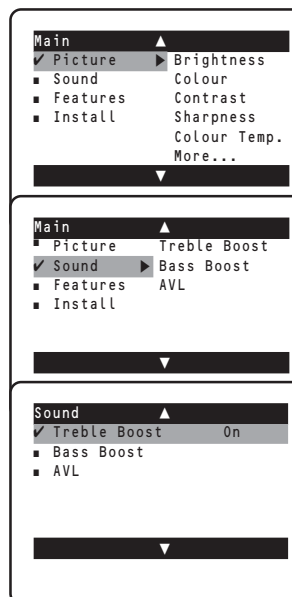 Main ▲
✔ Picture ▶ Brightness
▪ Sound Colour
▪ Features Contrast
▪ Install Sharpness
Colour Temp.
More...
▼
Main ▲
▪ Picture Treble Boost
✔ Sound ▶ Bass Boost
▪ Features AVL
▪ Install
▼
Sound ▲
✔ Treble Boost On
▪ Bass Boost
▪ AVL
▼